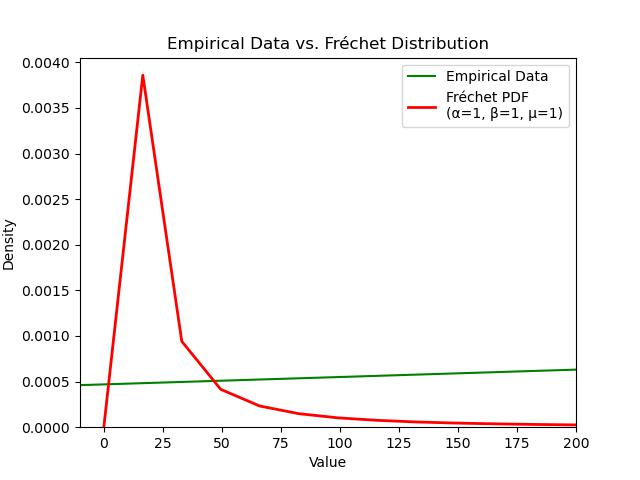 Empirical Data vs. Fréchet Distribution
Empirical Data
Fréchet PDF
(α=1, β=1, μ=1)
Density
0.0040
0.0035
0.0030
0.0025
0.0020
0.0015
0.0010
0.0005
0.0000
0 25 50 75 100 125 150 175 200
Value